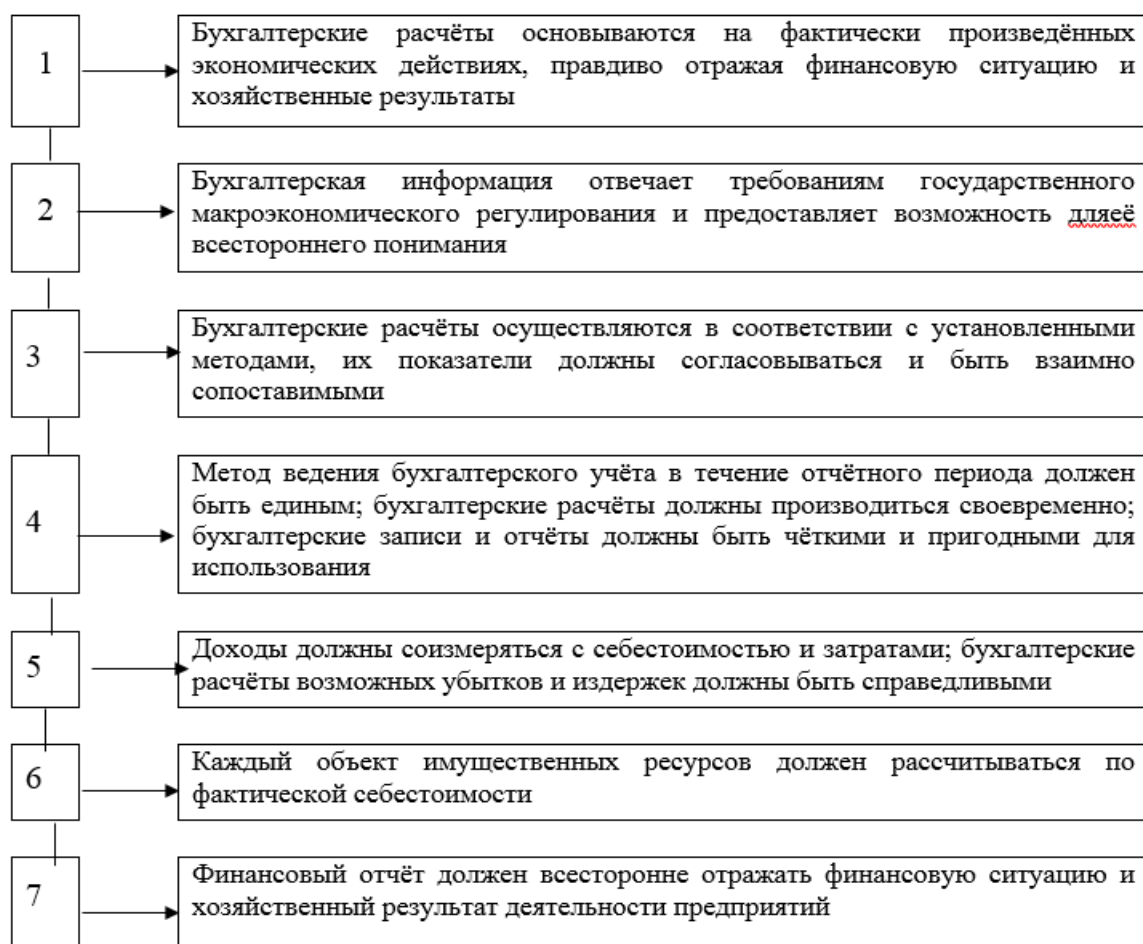 1
Бухгалтерские расчёты основываются на фактически произведённых
экономических действиях, правдиво отражая финансовую ситуацию и
хозяйственные результаты
2
Бухгалтерская информация отвечает требованиям государственного
макроэкономического регулирования и предоставляет возможность дляеё
всестороннего понимания
3
Бухгалтерские расчёты осуществляются в соответствии с установленными
методами, их показатели должны согласовываться и быть взаимно
сопоставимыми
4
Метод ведения бухгалтерского учёта в течение отчётного периода должен
быть единым; бухгалтерские расчёты должны производиться своевременно;
бухгалтерские записи и отчёты должны быть чёткими и пригодными для
использования
5
Доходы должны соизмеряться с себестоимостью и затратами; бухгалтерские
расчёты возможных убытков и издержек должны быть справедливыми
6
Каждый объект имущественных ресурсов должен рассчитываться по
фактической себестоимости
7
Финансовый отчёт должен всесторонне отражать финансовую ситуацию и
хозяйственный результат деятельности предприятий